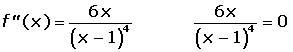 f″(x) = 6x/(x − 1)⁴    6x/(x − 1)⁴ = 0